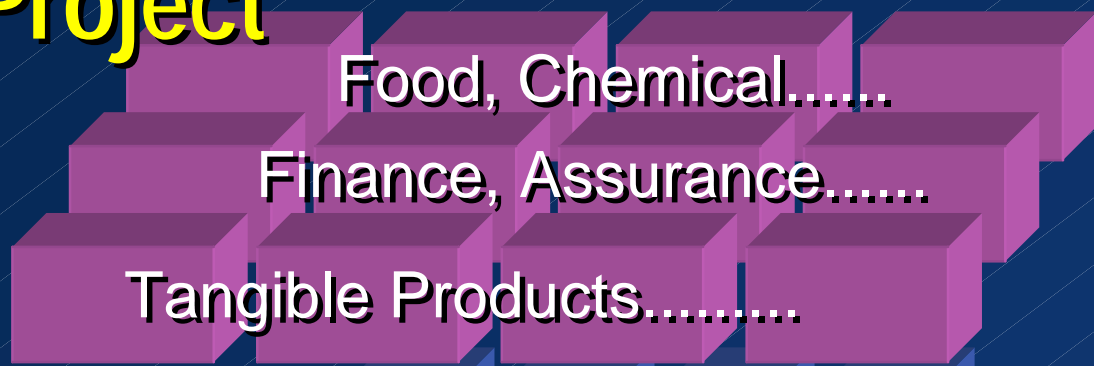 Project
Food, Chemical......
Finance, Assurance......
Tangible Products.........